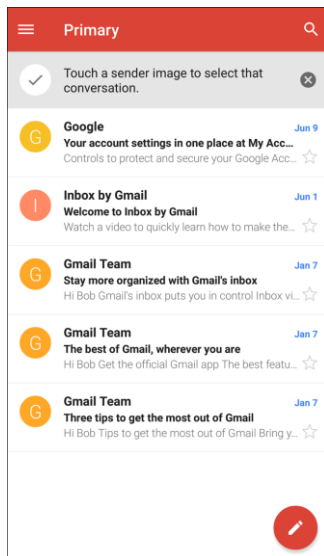 Primary
Touch a sender image to select that
conversation.
G
Google
Jun 9
Your account settings in one place at My Acc...
Controls to protect and secure your Google Acc...
I
Inbox by Gmail
Jun 1
Welcome to Inbox by Gmail
Watch a video to quickly learn how to make the...
G
Gmail Team
Jan 7
Stay more organized with Gmail's inbox
Hi Bob Gmail's inbox puts you in control Inbox vi...
G
Gmail Team
Jan 7
The best of Gmail, wherever you are
Hi Bob Get the official Gmail app The best featu...
G
Gmail Team
Jan 7
Three tips to get the most out of Gmail
Hi Bob Tips to get the most out of Gmail Bring y...